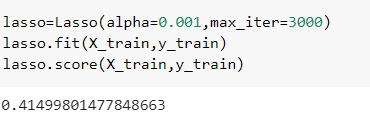 lasso=Lasso(alpha=0.001,max_iter=3000)
lasso.fit(X_train,y_train)
lasso.score(X_train,y_train)
0.41499801477848663